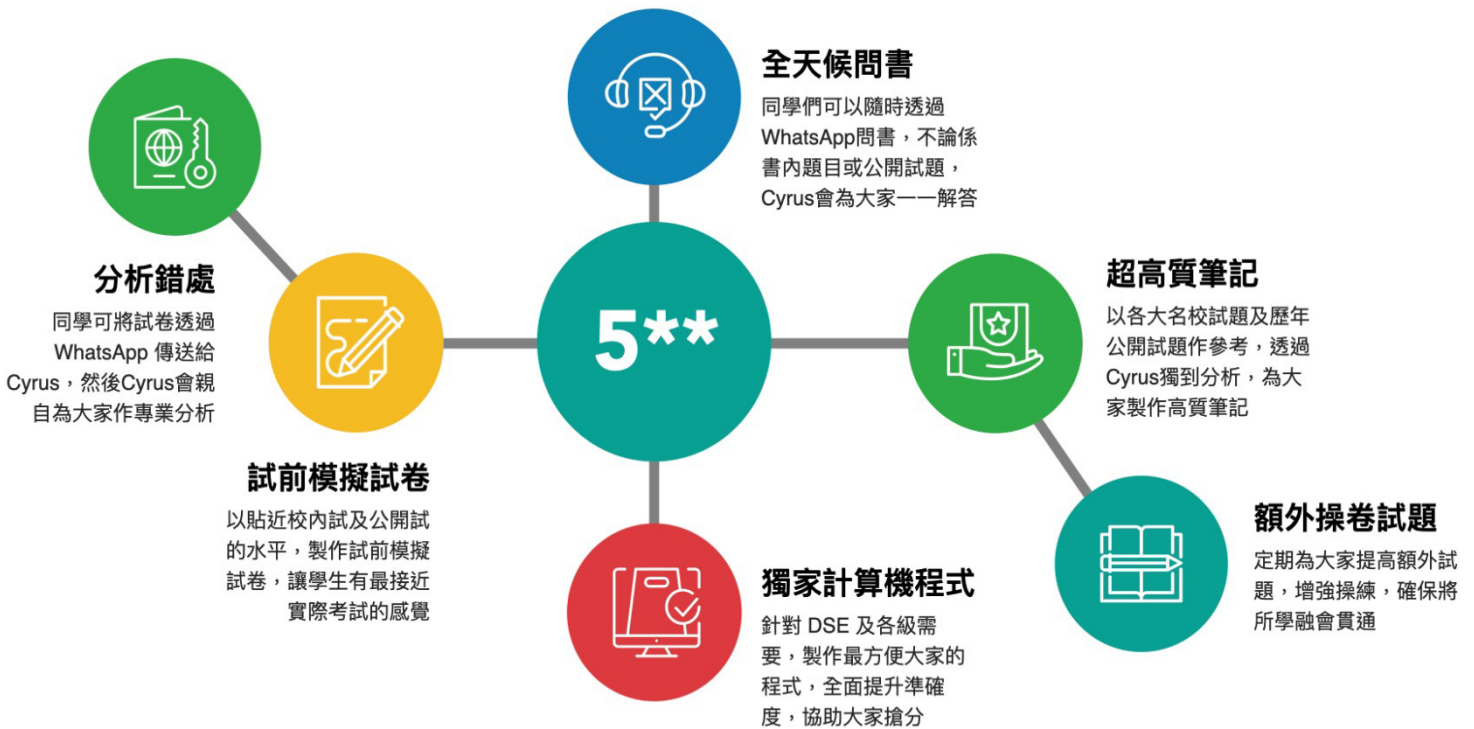 全天候問書
同學們可以隨時透過
WhatsApp問書，不論係
書內題目或公開試題，
Cyrus會為大家一一解答
分析錯處
同學可將試卷透過
WhatsApp 傳送給
Cyrus，然後Cyrus會親
自為大家作專業分析
5**
超高質筆記
以各大名校試題及歷年
公開試題作參考，透過
Cyrus獨到分析，為大
家製作高質筆記
試前模擬試卷
以貼近校內試及公開試
的水平，製作試前模擬
試卷，讓學生有最接近
實際考試的感覺
獨家計算機程式
針對 DSE 及各級需
要，製作最方便大家的
程式，全面提升準確
度，協助大家搶分
額外操卷試題
定期為大家提高額外試
題，增強操練，確保將
所學融會貫通